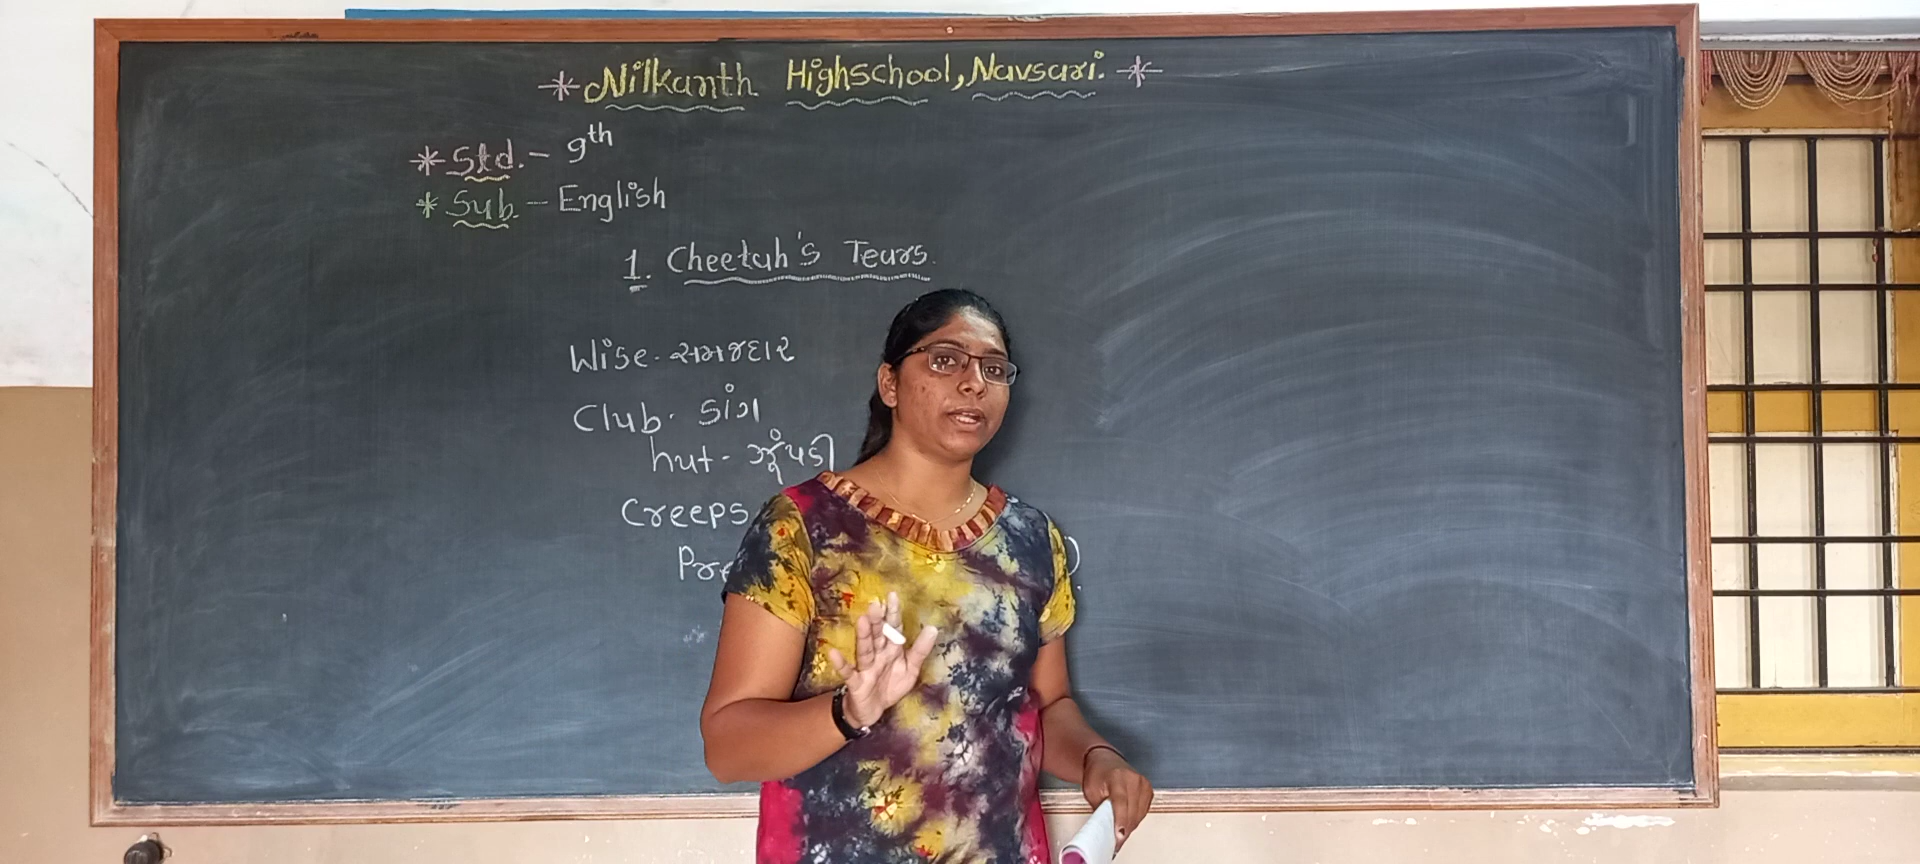 * Nilkanth Highschool, Navsari. *
* Std. - 9th
* Sub. - English
1. Cheetah's Tears
Wise - સમજદાર
Club - ડાંગ
hut - ઝૂંપડી
Creeps